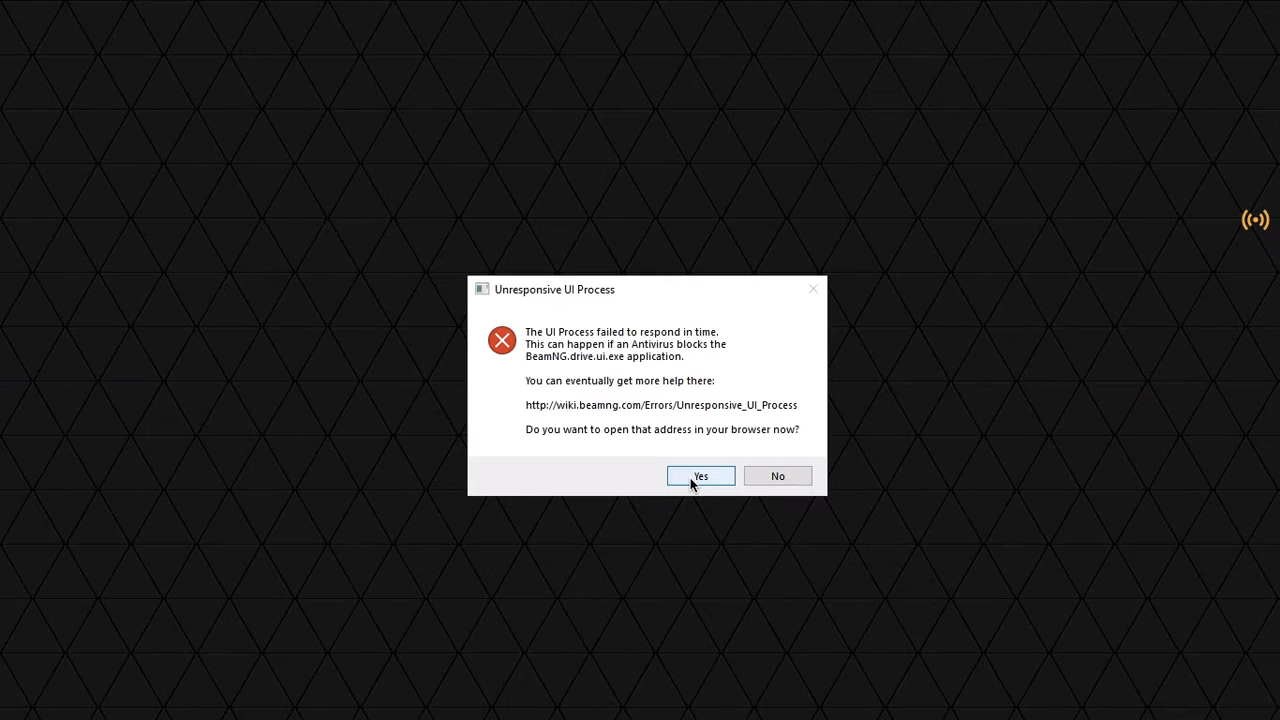 Unresponsive UI Process
The UI Process failed to respond in time.
This can happen if an Antivirus blocks the
BeamNG.drive.ui.exe application.
You can eventually get more help there:
http://wiki.beamng.com/Errors/Unresponsive_UI_Process
Do you want to open that address in your browser now?
Yes No